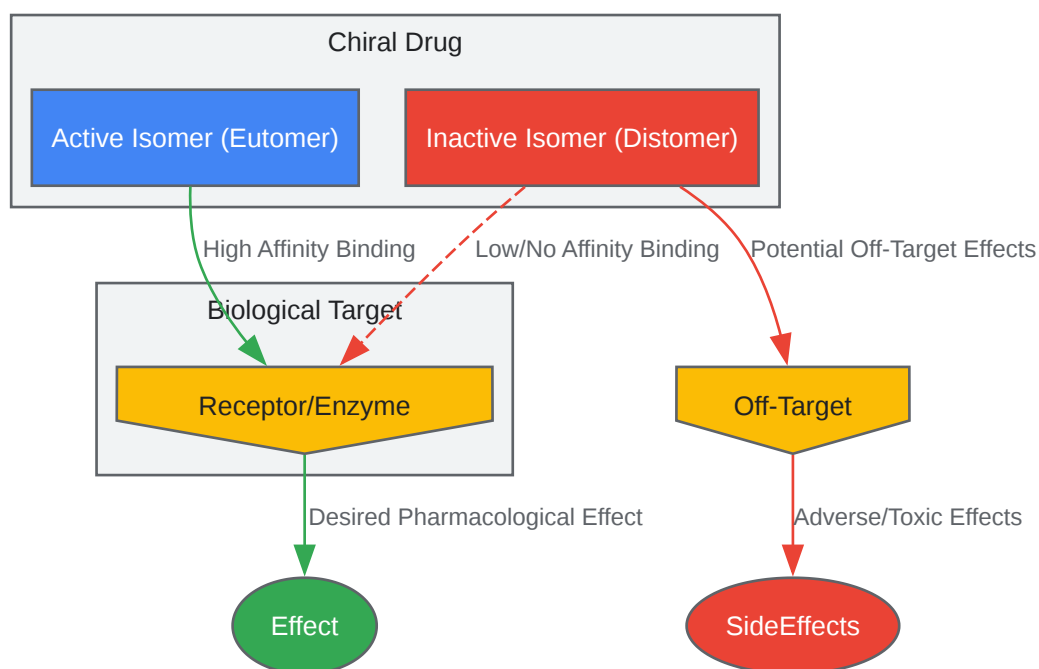 Chiral Drug
Active Isomer (Eutomer)
Inactive Isomer (Distomer)
High Affinity Binding
Low/No Affinity Binding
Potential Off-Target Effects
Biological Target
Receptor/Enzyme
Off-Target
Desired Pharmacological Effect
Adverse/Toxic Effects
Effect
SideEffects